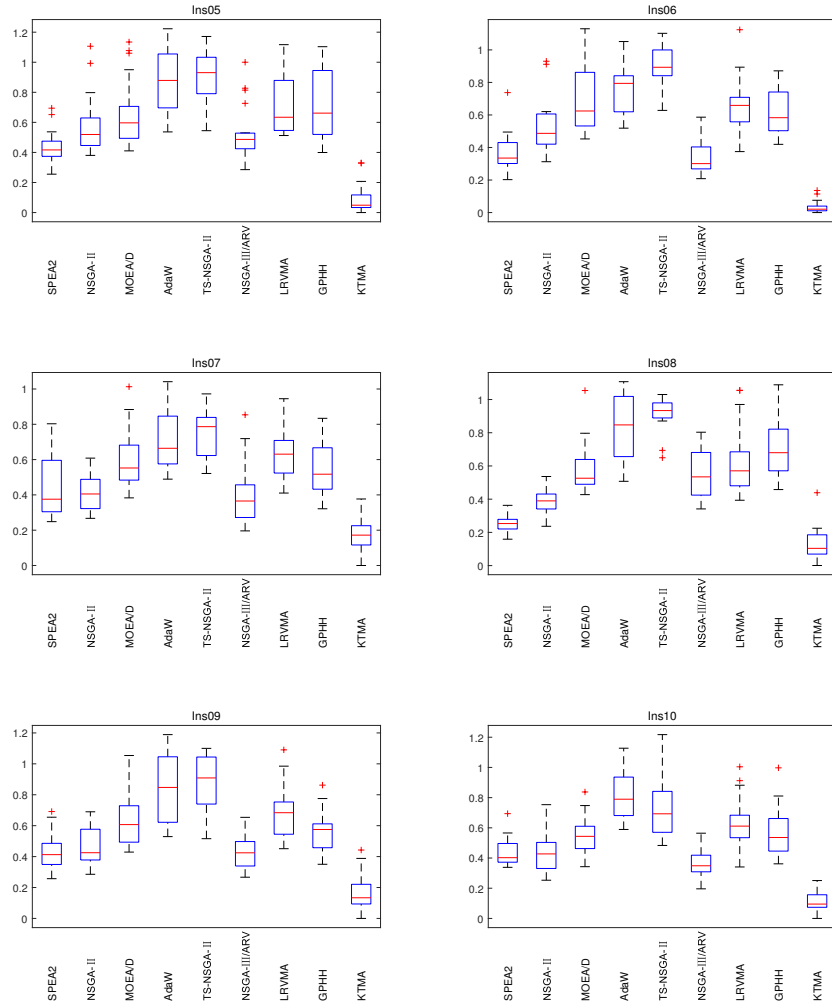 Ins05
1.2
1
0.8
0.6
0.4
0.2
0
SPEA2
NSGA-II
MOEA/D
AdaW
TS-NSGA-II
NSGA-III/ARV
LRVMA
GPHH
KTMA
Ins06
1
0.8
0.6
0.4
0.2
0
SPEA2
NSGA-II
MOEA/D
AdaW
TS-NSGA-II
NSGA-III/ARV
LRVMA
GPHH
KTMA
Ins07
1
0.8
0.6
0.4
0.2
0
SPEA2
NSGA-II
MOEA/D
AdaW
TS-NSGA-II
NSGA-III/ARV
LRVMA
GPHH
KTMA
Ins08
1
0.8
0.6
0.4
0.2
0
SPEA2
NSGA-II
MOEA/D
AdaW
TS-NSGA-II
NSGA-III/ARV
LRVMA
GPHH
KTMA
Ins09
1.2
1
0.8
0.6
0.4
0.2
0
SPEA2
NSGA-II
MOEA/D
AdaW
TS-NSGA-II
NSGA-III/ARV
LRVMA
GPHH
KTMA
Ins10
1.2
1
0.8
0.6
0.4
0.2
0
SPEA2
NSGA-II
MOEA/D
AdaW
TS-NSGA-II
NSGA-III/ARV
LRVMA
GPHH
KTMA